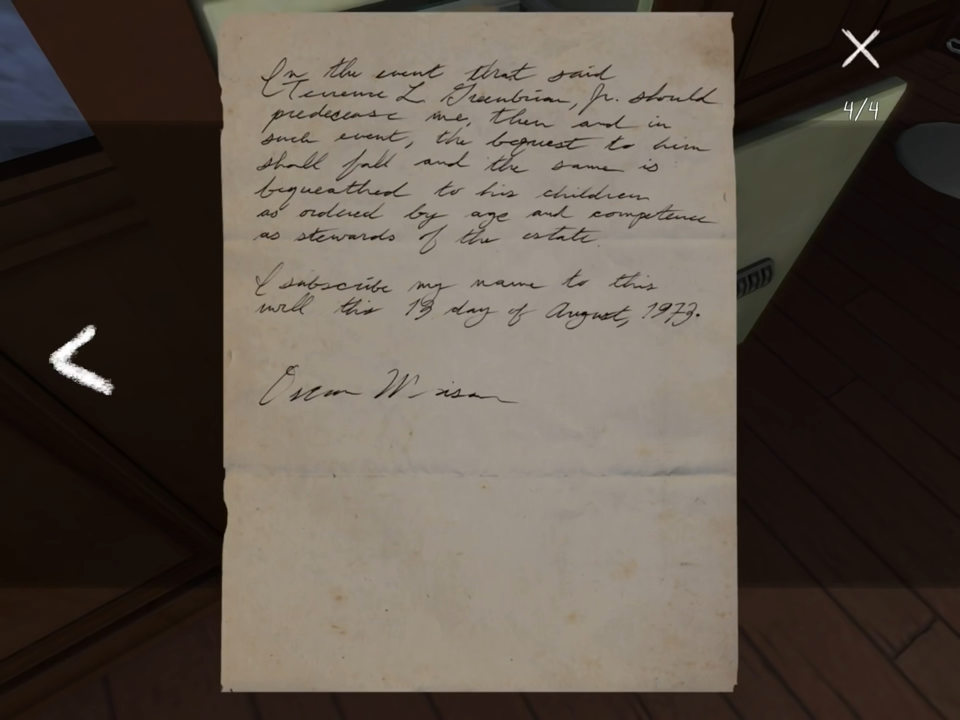 In the event that said
Terrence L. Greenbriar, Jr. should
predecease me, then and in
such event, the bequest to him
shall fall and the same is
bequeathed to his children
as ordered by age and competence
as stewards of the estate.
I subscribe my name to this
will this 13 day of August, 1973.
Oscar
4/4